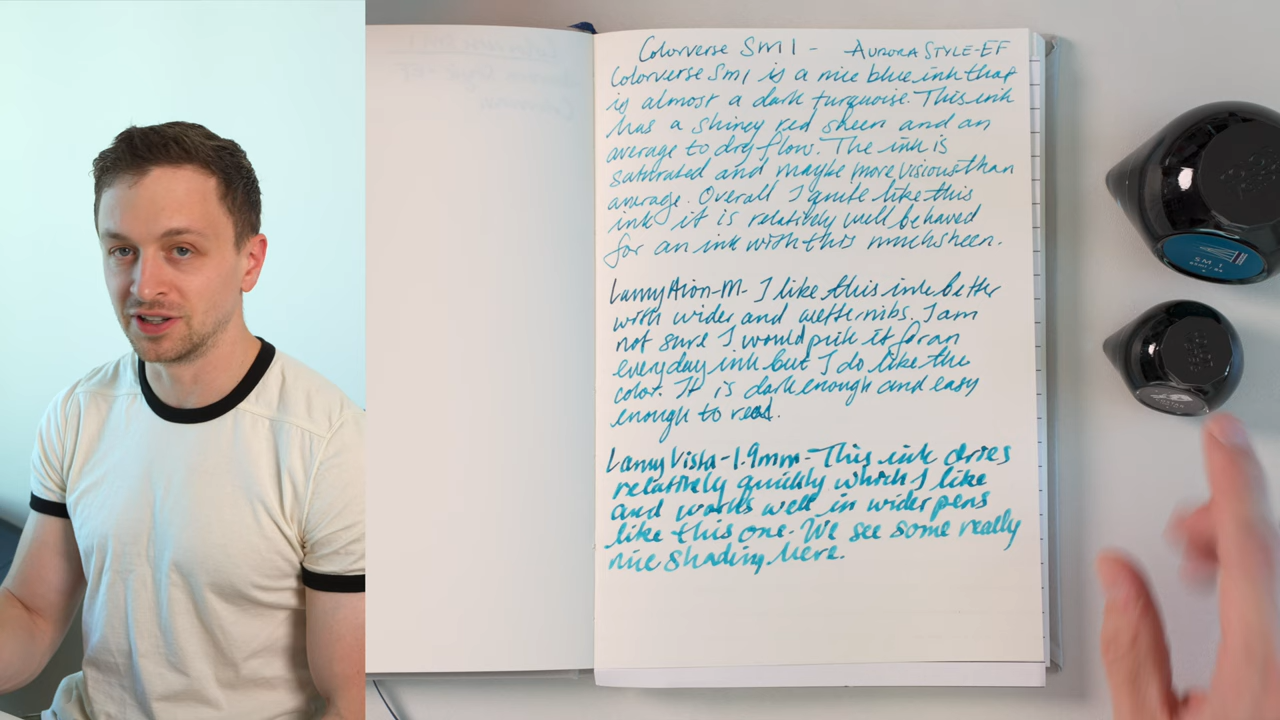 Colorverse SM1 - AURORA STYLE-EF
Colorverse Sm1 is a nice blue ink that
is almost a dark turquoise. This ink
has a shiney red sheen and an
average to dry flow. The ink is
saturated and maybe more viscious than
average. Overall I quite like this
ink it is relatively well behaved
for an ink with this much sheen.
Lamy Aion-M- I like this ink better
with wider and wetter nibs. I am
not sure I would pick it for an
everyday ink but I do like the
color. It is dark enough and easy
enough to read.
Lamy Vista-1.9mm-This ink dries
relatively quickly which I like
and works well in wider pens
like this one. We see some really
nice shading here.
SM-1